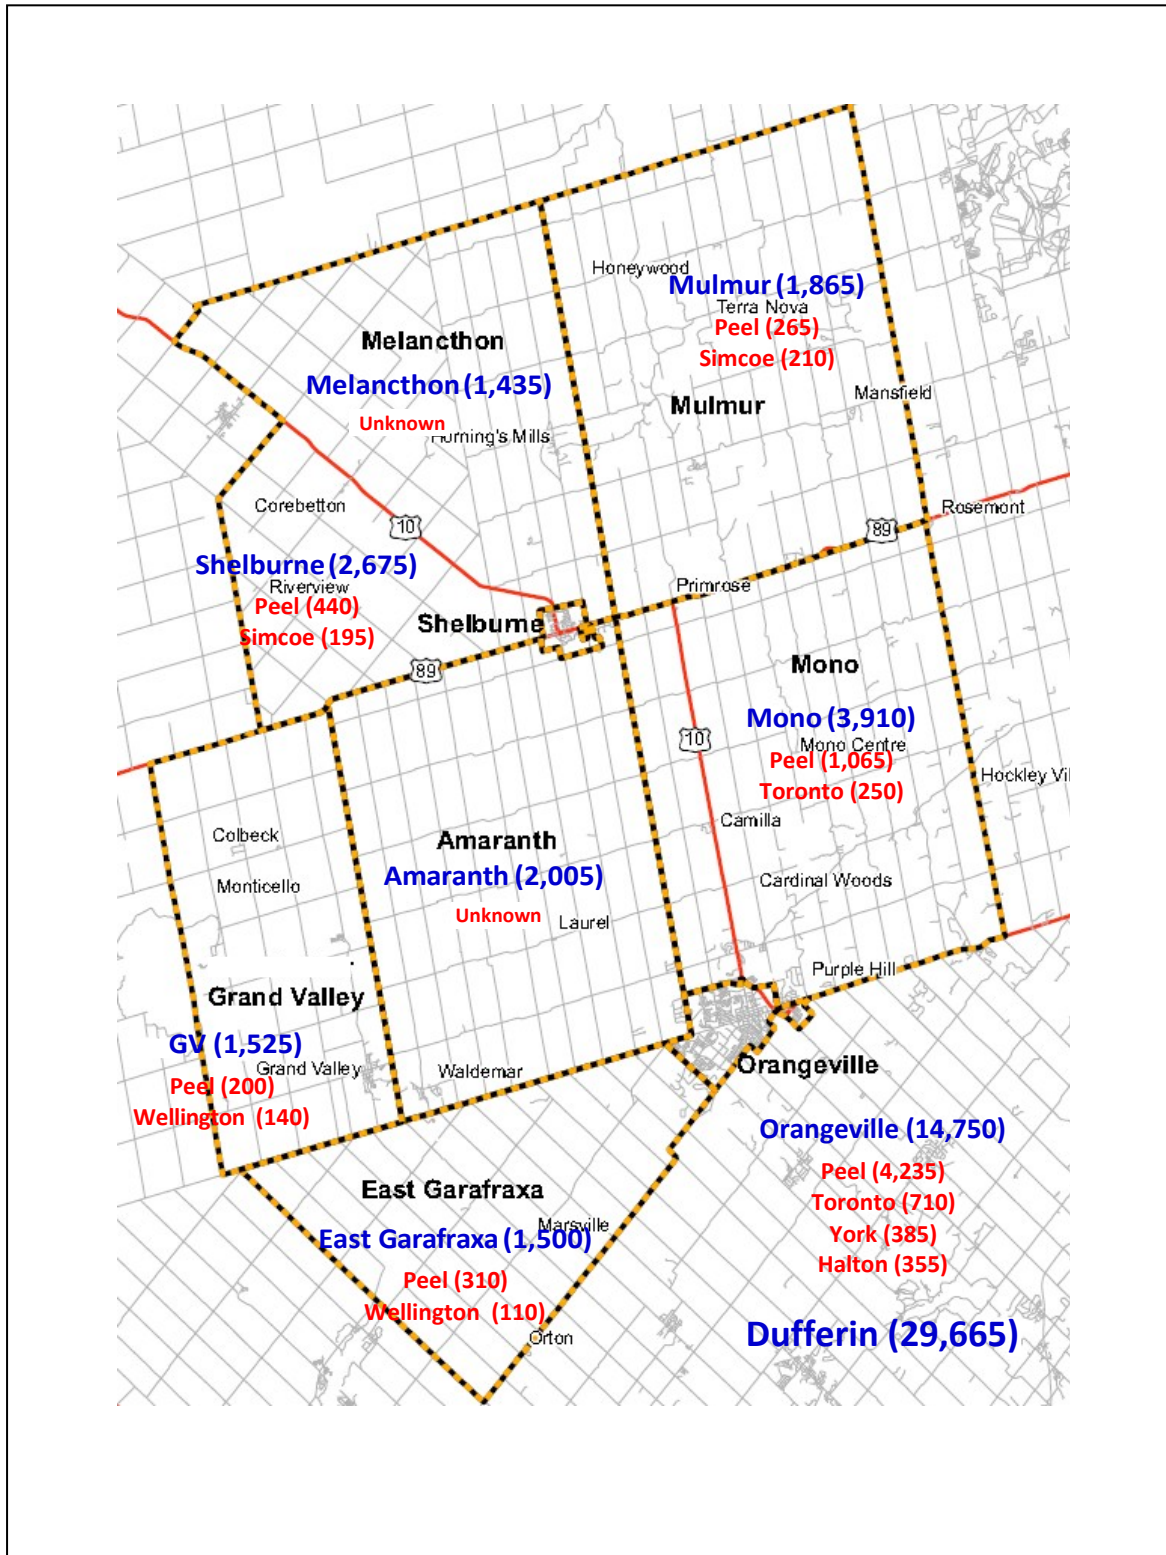 Honeywood
Mulmur (1,865)
Terra Nova
Peel (265)
Simcoe (210)
Melancthon
Melancthon (1,435)
Mansfield
Mulmur
Unknown
Horning's Mills
Corebetton
Rosemont
10
89
Shelburne (2,675)
Riverview
Primrose
Peel (440)
Simcoe (195)
Shelburne
89
Mono
Mono (3,910)
10
Mono Centre
Peel (1,065)
Hockley Vil
Toronto (250)
Camilla
Colbeck
Amaranth
Amaranth (2,005)
Monticello
Cardinal Woods
Unknown
Laurel
Purple Hill
Grand Valley
GV (1,525)
Grand Valley
Waldemar
Orangeville
Peel (200)
Wellington (140)
Orangeville (14,750)
Peel (4,235)
Toronto (710)
York (385)
Halton (355)
East Garafraxa
Marsville
East Garafraxa (1,500)
Peel (310)
Wellington (110)
Orton
Dufferin (29,665)